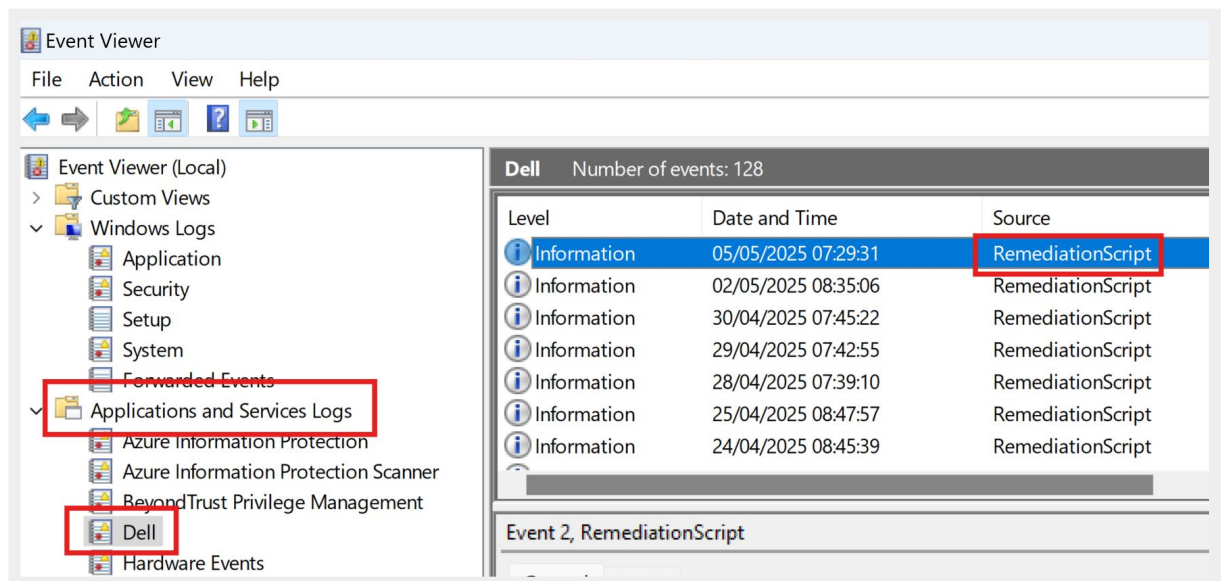 Event Viewer
File Action View Help
Event Viewer (Local)
Custom Views
Windows Logs
Application
Security
Setup
System
Forwarded Events
Applications and Services Logs
Azure Information Protection
Azure Information Protection Scanner
BeyondTrust Privilege Management
Dell
Hardware Events
Dell Number of events: 128
Level Date and Time Source
Information 05/05/2025 07:29:31 RemediationScript
Information 02/05/2025 08:35:06 RemediationScript
Information 30/04/2025 07:45:22 RemediationScript
Information 29/04/2025 07:42:55 RemediationScript
Information 28/04/2025 07:39:10 RemediationScript
Information 25/04/2025 08:47:57 RemediationScript
Information 24/04/2025 08:45:39 RemediationScript
Event 2, RemediationScript